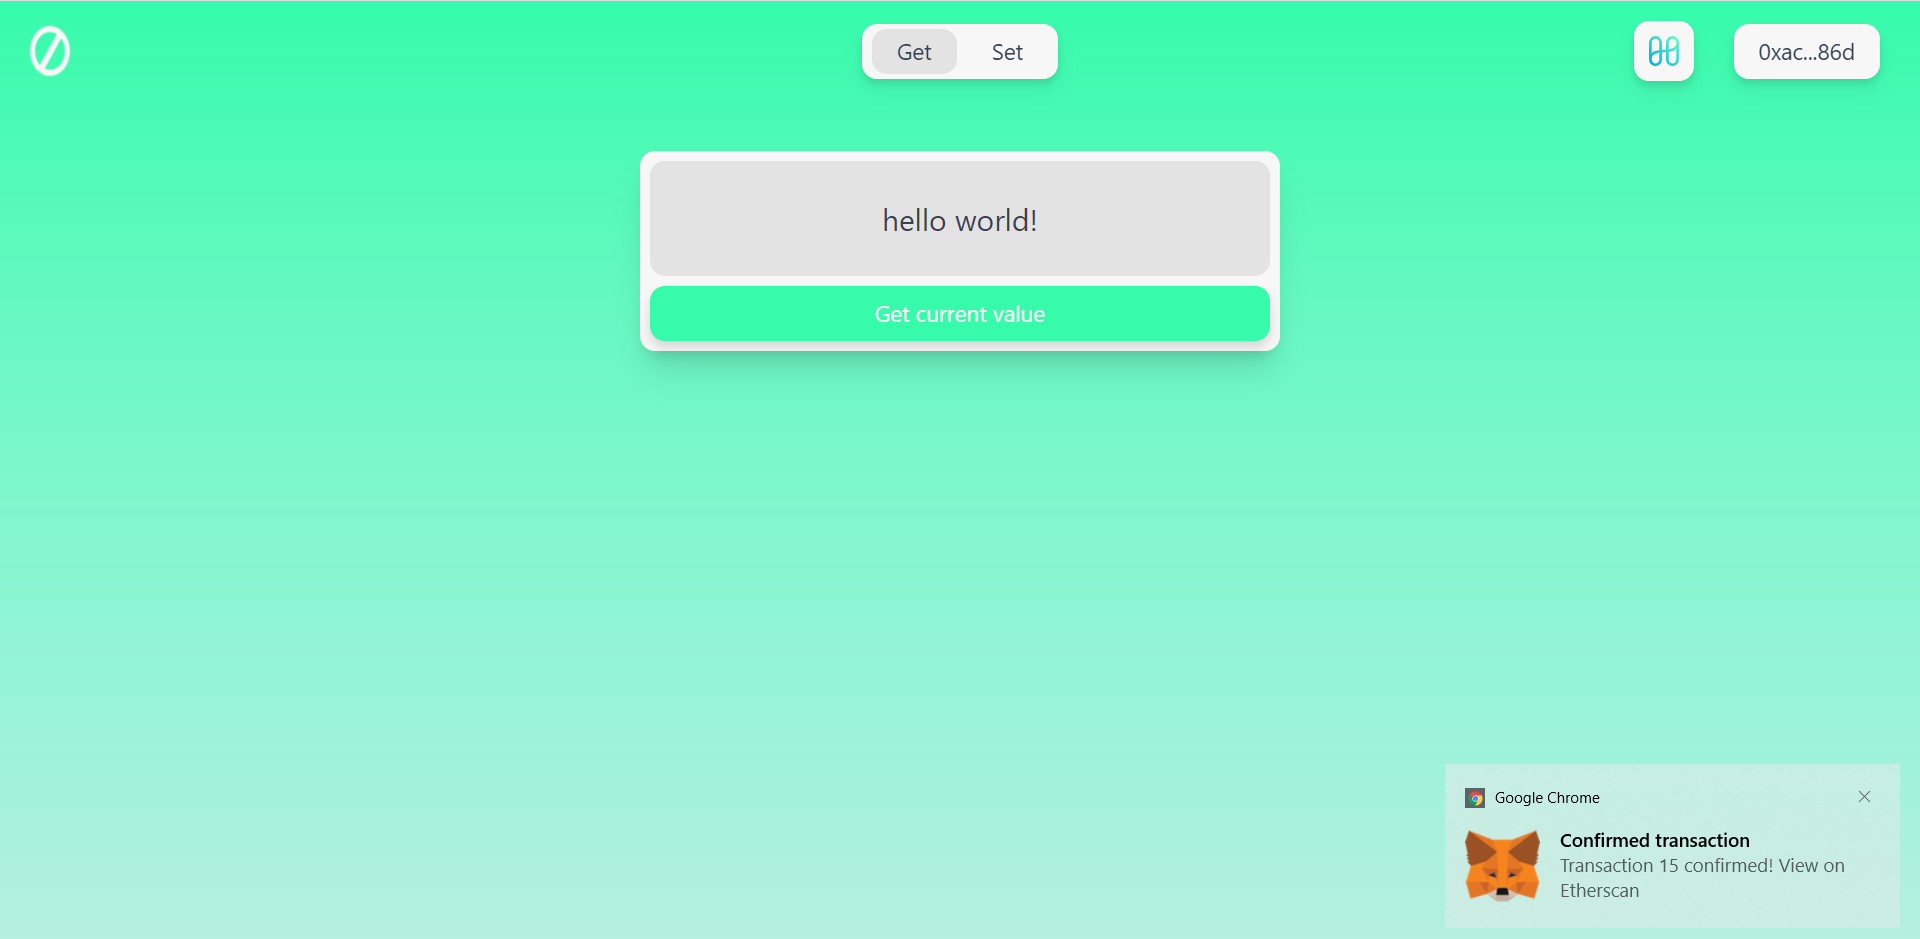 Get Set
0xac...86d
hello world!
Get current value
Google Chrome
Confirmed transaction
Transaction 15 confirmed! View on
Etherscan